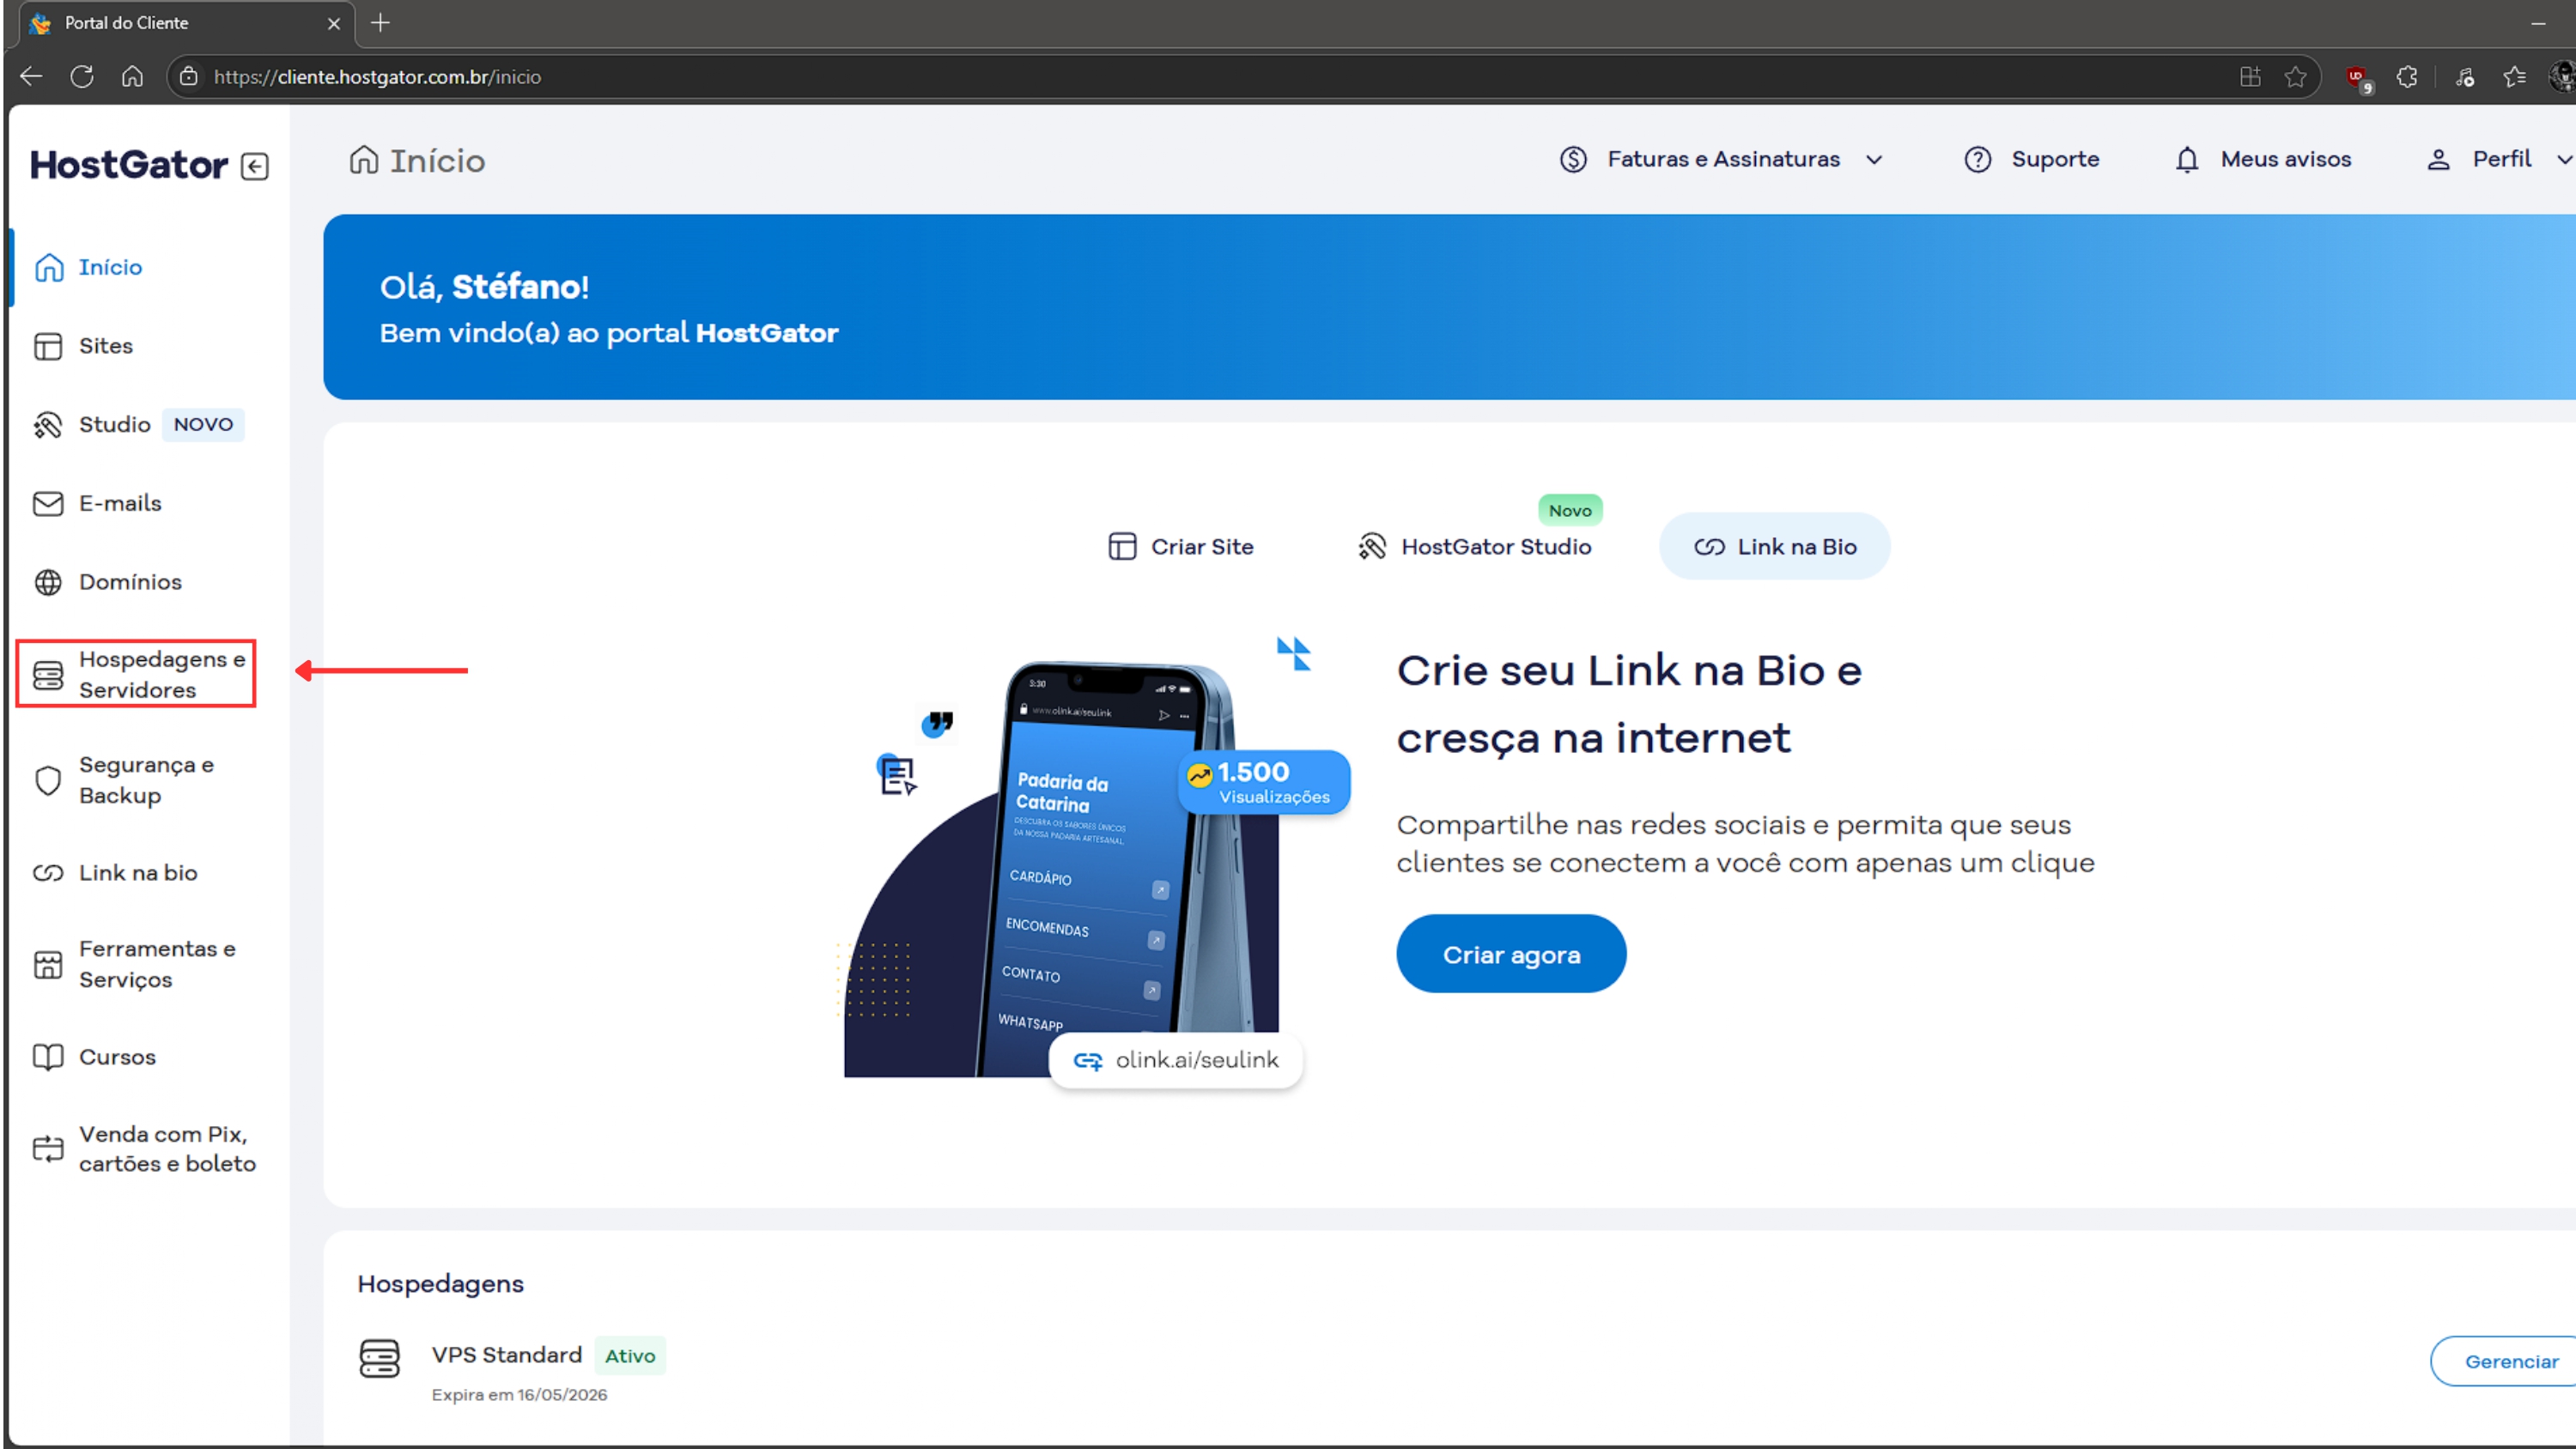 Portal do Cliente
https://cliente.hostgator.com.br/inicio
9
HostGator
Início
Faturas e Assinaturas
Suporte
Meus avisos
Perfil
Início
Sites
Studio NOVO
E-mails
Domínios
Hospedagens e
Servidores
Segurança e
Backup
Link na bio
Ferramentas e
Serviços
Cursos
Venda com Pix,
cartões e boleto
Olá, Stéfano!
Bem vindo(a) ao portal HostGator
Novo
Criar Site
HostGator Studio
Link na Bio
3:30
www.olink.ai/seulink
Padaria da
Catarina
DESCUBRA OS SABORES ÚNICOS
DA NOSSA PADARIA ARTESANAL.
CARDÁPIO
ENCOMENDAS
CONTATO
WHATSAPP
1.500
Visualizações
olink.ai/seulink
Crie seu Link na Bio e
cresça na internet
Compartilhe nas redes sociais e permita que seus
clientes se conectem a você com apenas um clique
Criar agora
Hospedagens
VPS Standard Ativo
Expira em 16/05/2026
Gerenciar